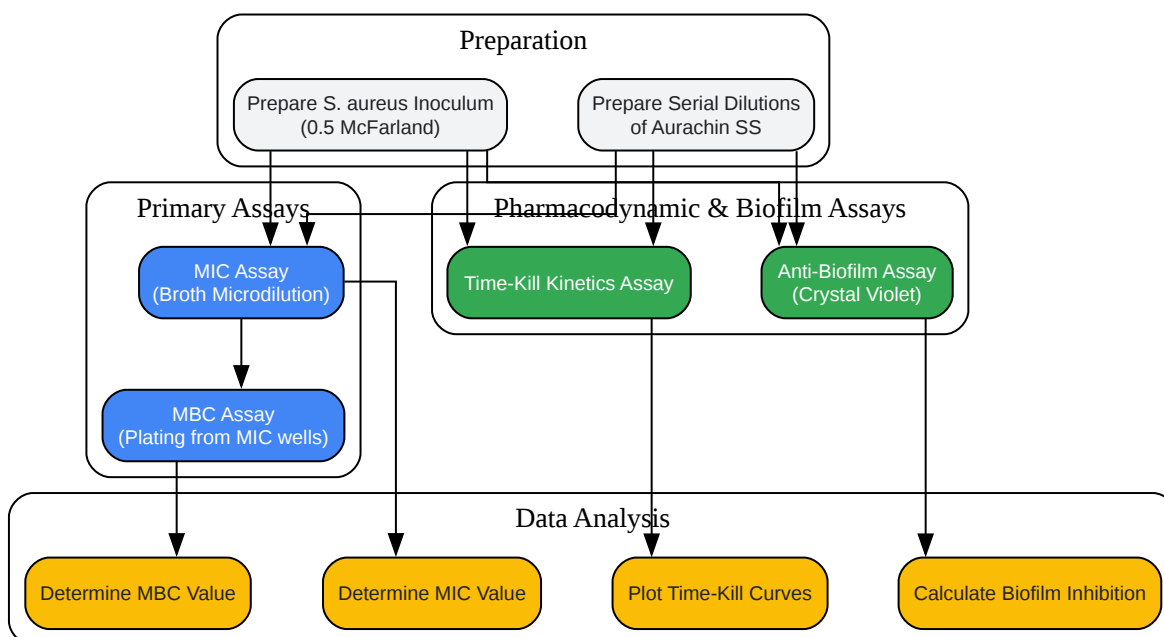 Preparation
Prepare S. aureus Inoculum
(0.5 McFarland)
Prepare Serial Dilutions
of Aurachin SS
Primary Assays
Pharmacodynamic & Biofilm Assays
MIC Assay
(Broth Microdilution)
Time-Kill Kinetics Assay
Anti-Biofilm Assay
(Crystal Violet)
MBC Assay
(Plating from MIC wells)
Data Analysis
Determine MBC Value
Determine MIC Value
Plot Time-Kill Curves
Calculate Biofilm Inhibition